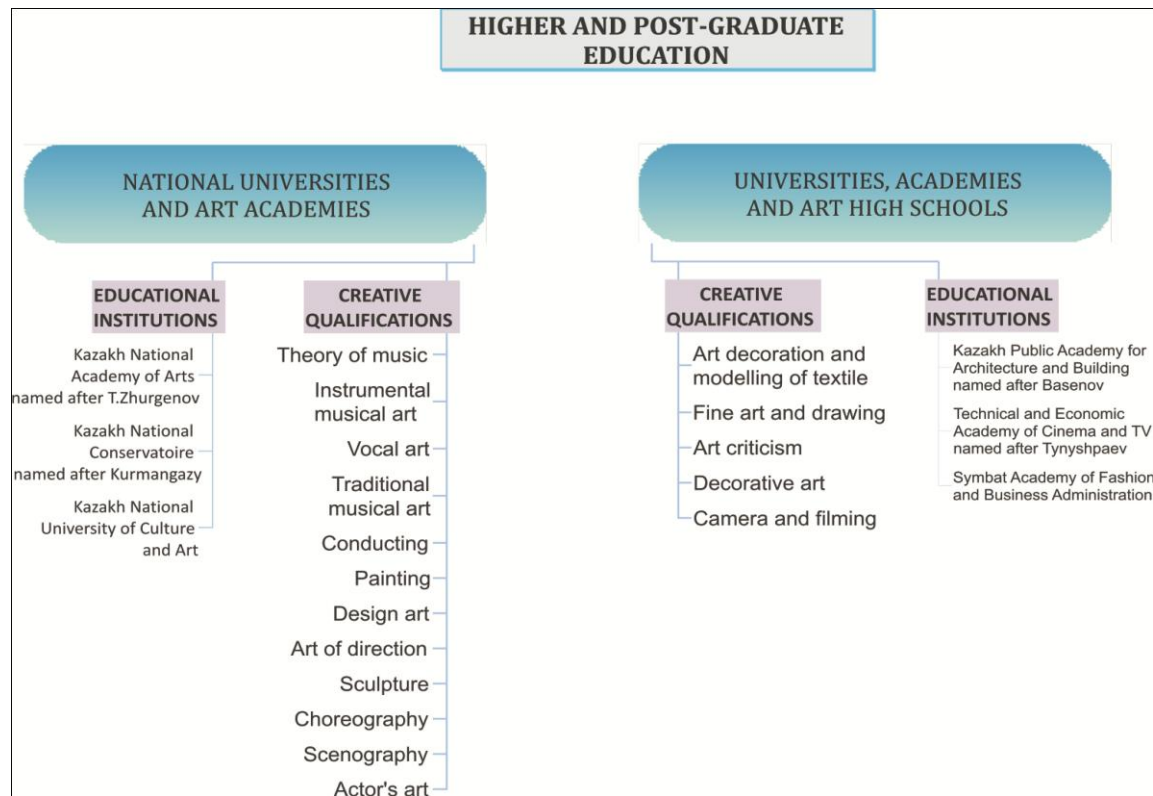 HIGHER AND POST-GRADUATE
EDUCATION
NATIONAL UNIVERSITIES
AND ART ACADEMIES
EDUCATIONAL
INSTITUTIONS
Kazakh National
Academy of Arts
named after T.Zhurgenov
Kazakh National
Conservatoire
named after Kurmangazy
Kazakh National
University of Culture
and Art
CREATIVE
QUALIFICATIONS
Theory of music
Instrumental
musical art
Vocal art
Traditional
musical art
Conducting
Painting
Design art
Art of direction
Sculpture
Choreography
Scenography
Actor's art
UNIVERSITIES, ACADEMIES
AND ART HIGH SCHOOLS
CREATIVE
QUALIFICATIONS
Art decoration and
modelling of textile
Fine art and drawing
Art criticism
Decorative art
Camera and filming
EDUCATIONAL
INSTITUTIONS
Kazakh Public Academy for
Architecture and Building
named after Basenov
Technical and Economic
Academy of Cinema and TV
named after Tynyshpaev
Symbat Academy of Fashion
and Business Administration